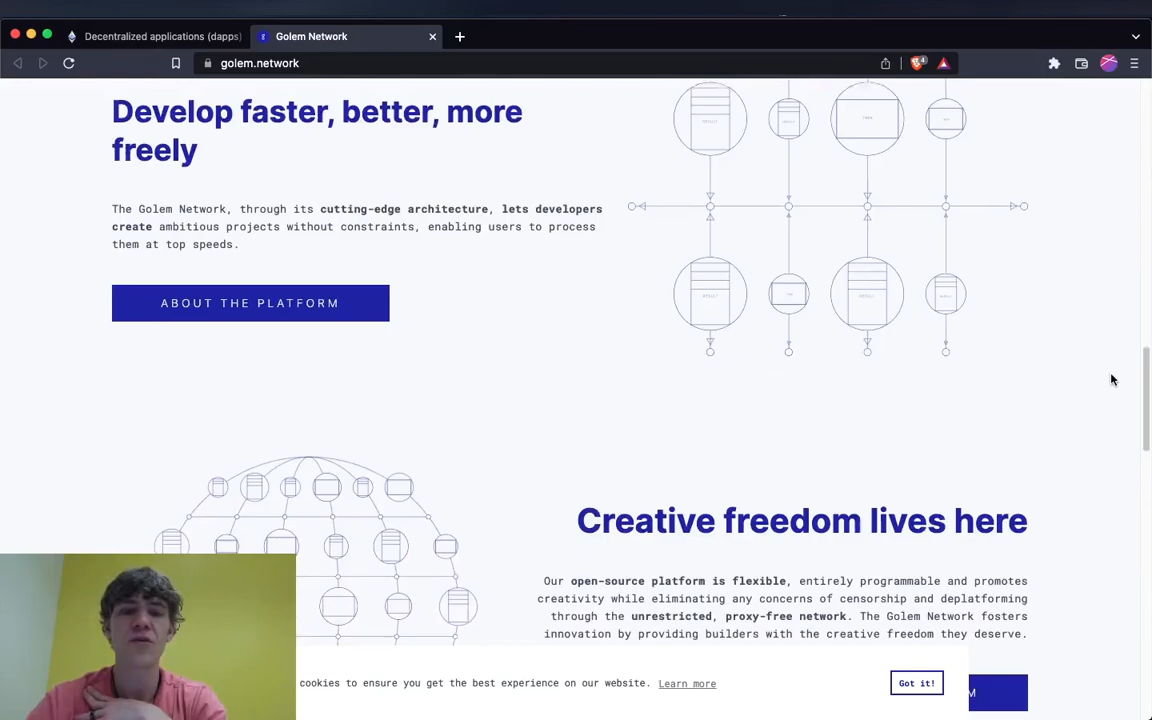 Decentralized applications (dapps)
Golem Network
golem.network
4
Develop faster, better, more
freely
The Golem Network, through its cutting-edge architecture, lets developers
create ambitious projects without constraints, enabling users to process
them at top speeds.
ABOUT THE PLATFORM
RESULT
TASK
RESULT
RESULT
Creative freedom lives here
Our open-source platform is flexible, entirely programmable and promotes
creativity while eliminating any concerns of censorship and deplatforming
through the unrestricted, proxy-free network. The Golem Network fosters
innovation by providing builders with the creative freedom they deserve.
cookies to ensure you get the best experience on our website. Learn more
Got it!
M